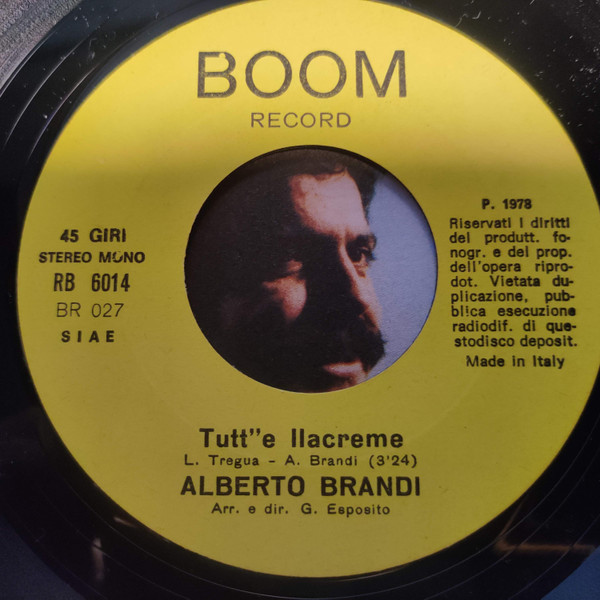 BOOM
RECORD
45 GIRI
STEREO MONO
RB 6014
BR 027
SIAE
P. 1978
Riservati i diritti
del produtt. fo-
nogr. e del prop.
dell'opera ripro-
dot. Vietata du-
plicazione, pub-
blica esecuzione
radiodif. di que-
stodisco deposit.
Made in Italy
Tutt"e llacreme
L. Tregua - A. Brandi (3'24)
ALBERTO BRANDI
Arr. e dir. G. Esposito